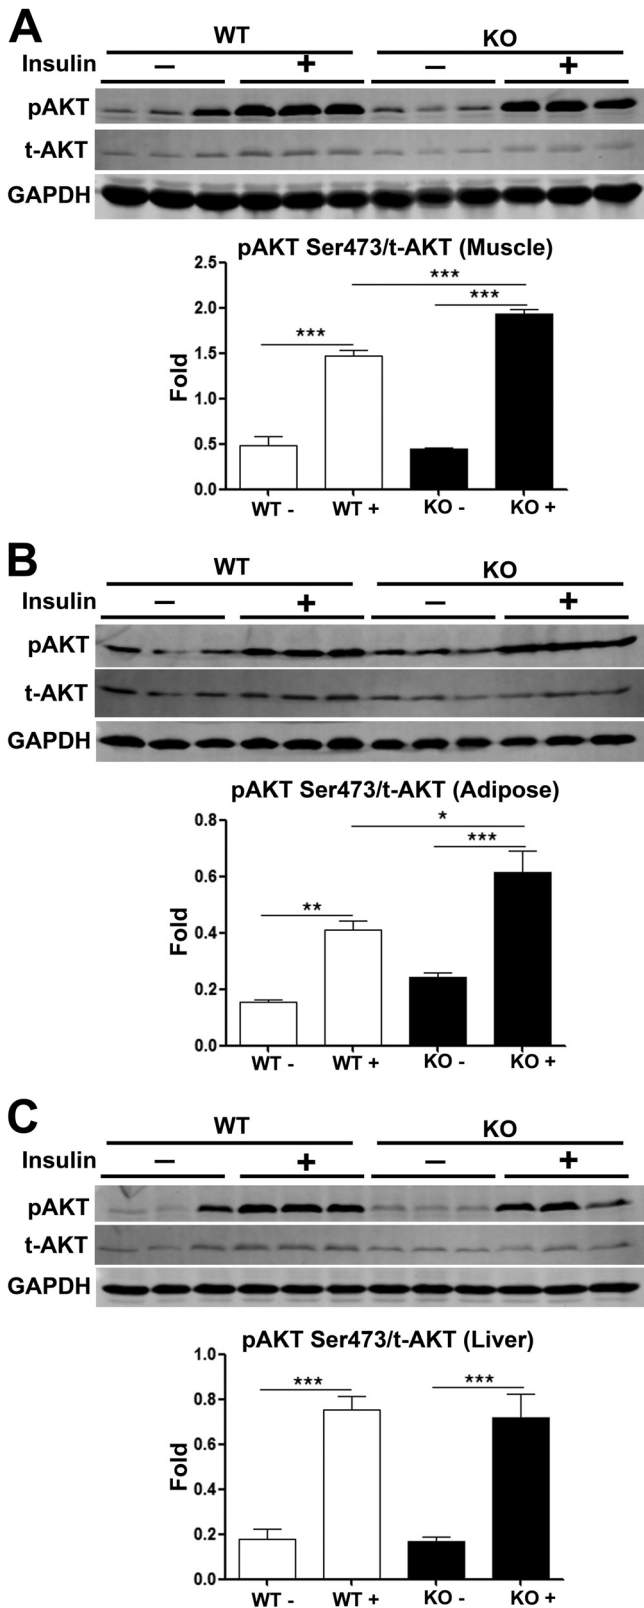 A
WT KO
Insulin − + − +
pAKT
t-AKT
GAPDH
pAKT Ser473/t-AKT (Muscle)
2.5
***
***
2.0
***
1.5
Fold
1.0
0.5
0.0
WT - WT + KO - KO +
B
WT KO
Insulin − + − +
pAKT
t-AKT
GAPDH
pAKT Ser473/t-AKT (Adipose)
0.8
*
***
0.6
**
0.4
Fold
0.2
0.0
WT - WT + KO - KO +
C
WT KO
Insulin − + − +
pAKT
t-AKT
GAPDH
pAKT Ser473/t-AKT (Liver)
1.0
*** ***
0.8
0.6
Fold
0.4
0.2
0.0
WT - WT + KO - KO +